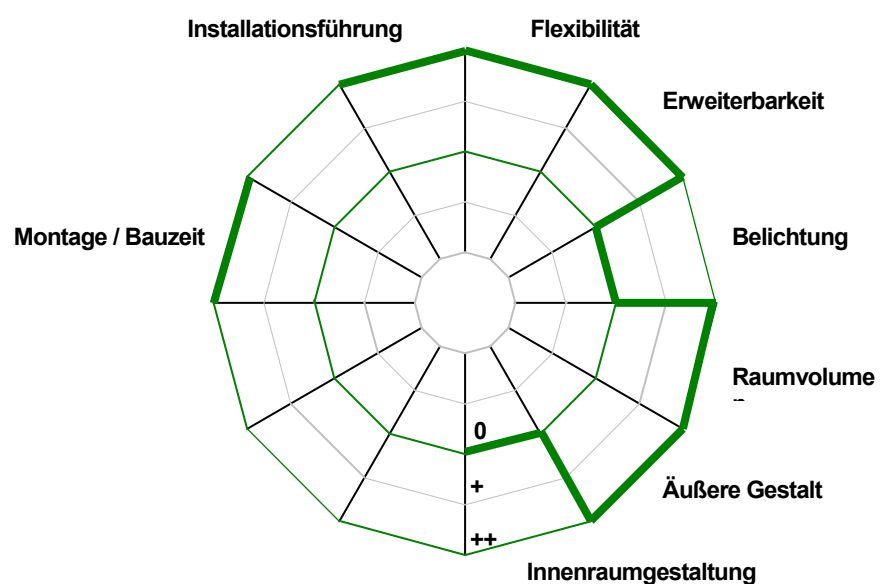 Installationsführung
Flexibilität
Erweiterbarkeit
Montage / Bauzeit
Belichtung
Raumvolume
0
Äußere Gestalt
+
++
Innenraumgestaltung